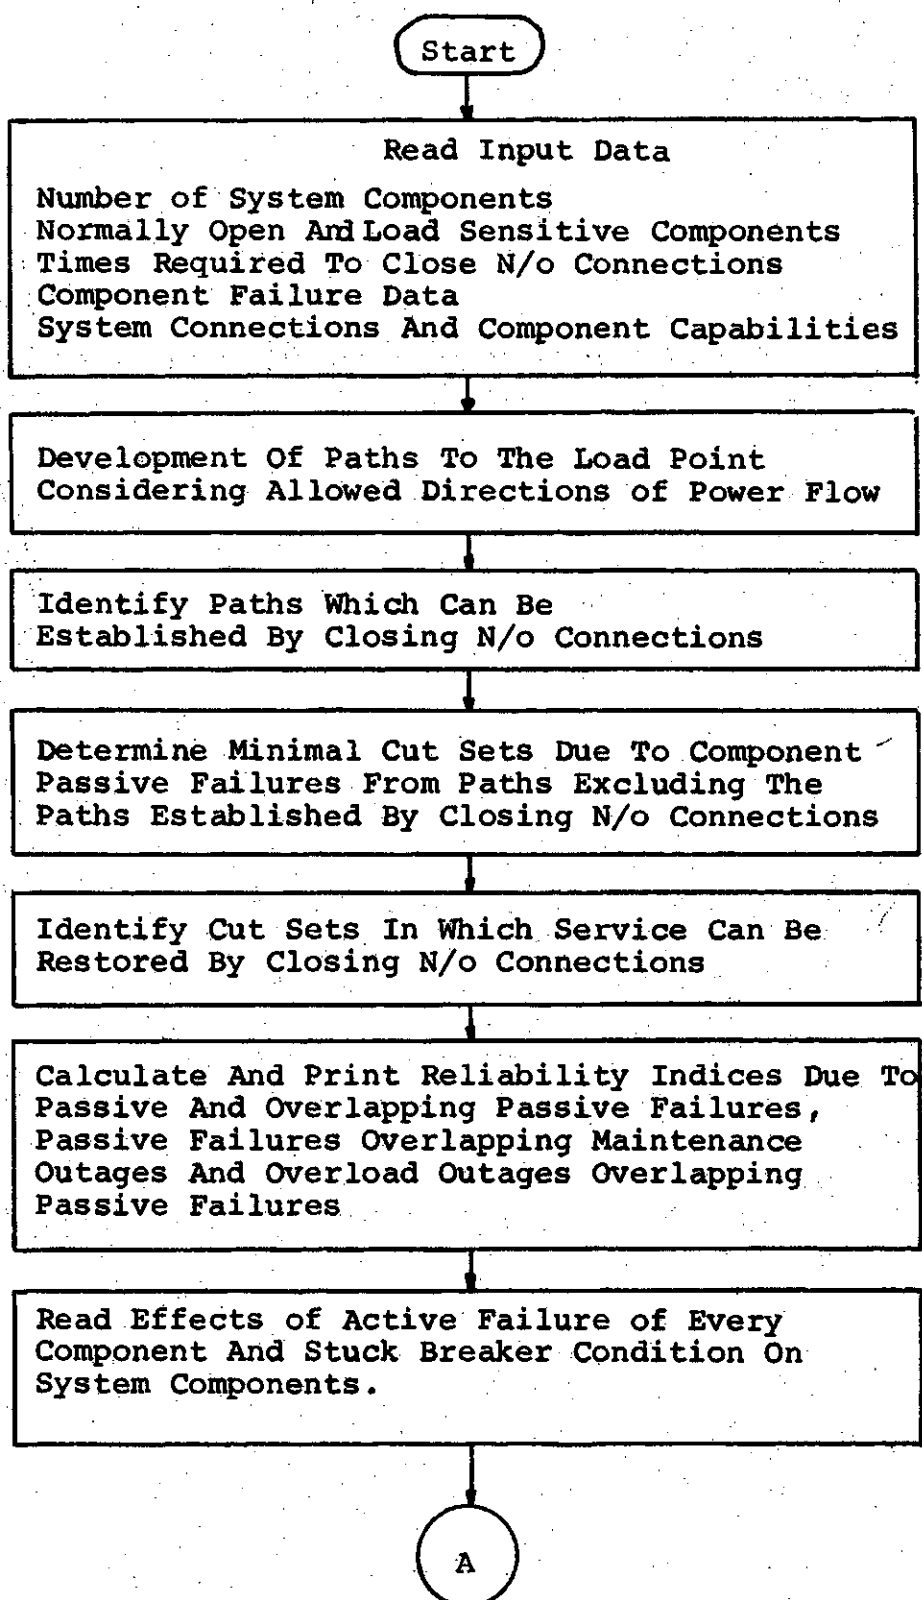 Start
Read Input Data
Number of System Components
Normally Open And Load Sensitive Components
Times Required To Close N/o Connections
Component Failure Data
System Connections And Component Capabilities
Development Of Paths To The Load Point
Considering Allowed Directions of Power Flow
Identify Paths Which Can Be
Established By Closing N/o Connections
Determine Minimal Cut Sets Due To Component
Passive Failures From Paths Excluding The
Paths Established By Closing N/o Connections
Identify Cut Sets In Which Service Can Be
Restored By Closing N/o Connections
Calculate And Print Reliability Indices Due To
Passive And Overlapping Passive Failures,
Passive Failures Overlapping Maintenance
Outages And Overload Outages Overlapping
Passive Failures
Read Effects of Active Failure of Every
Component And Stuck Breaker Condition On
System Components.
A